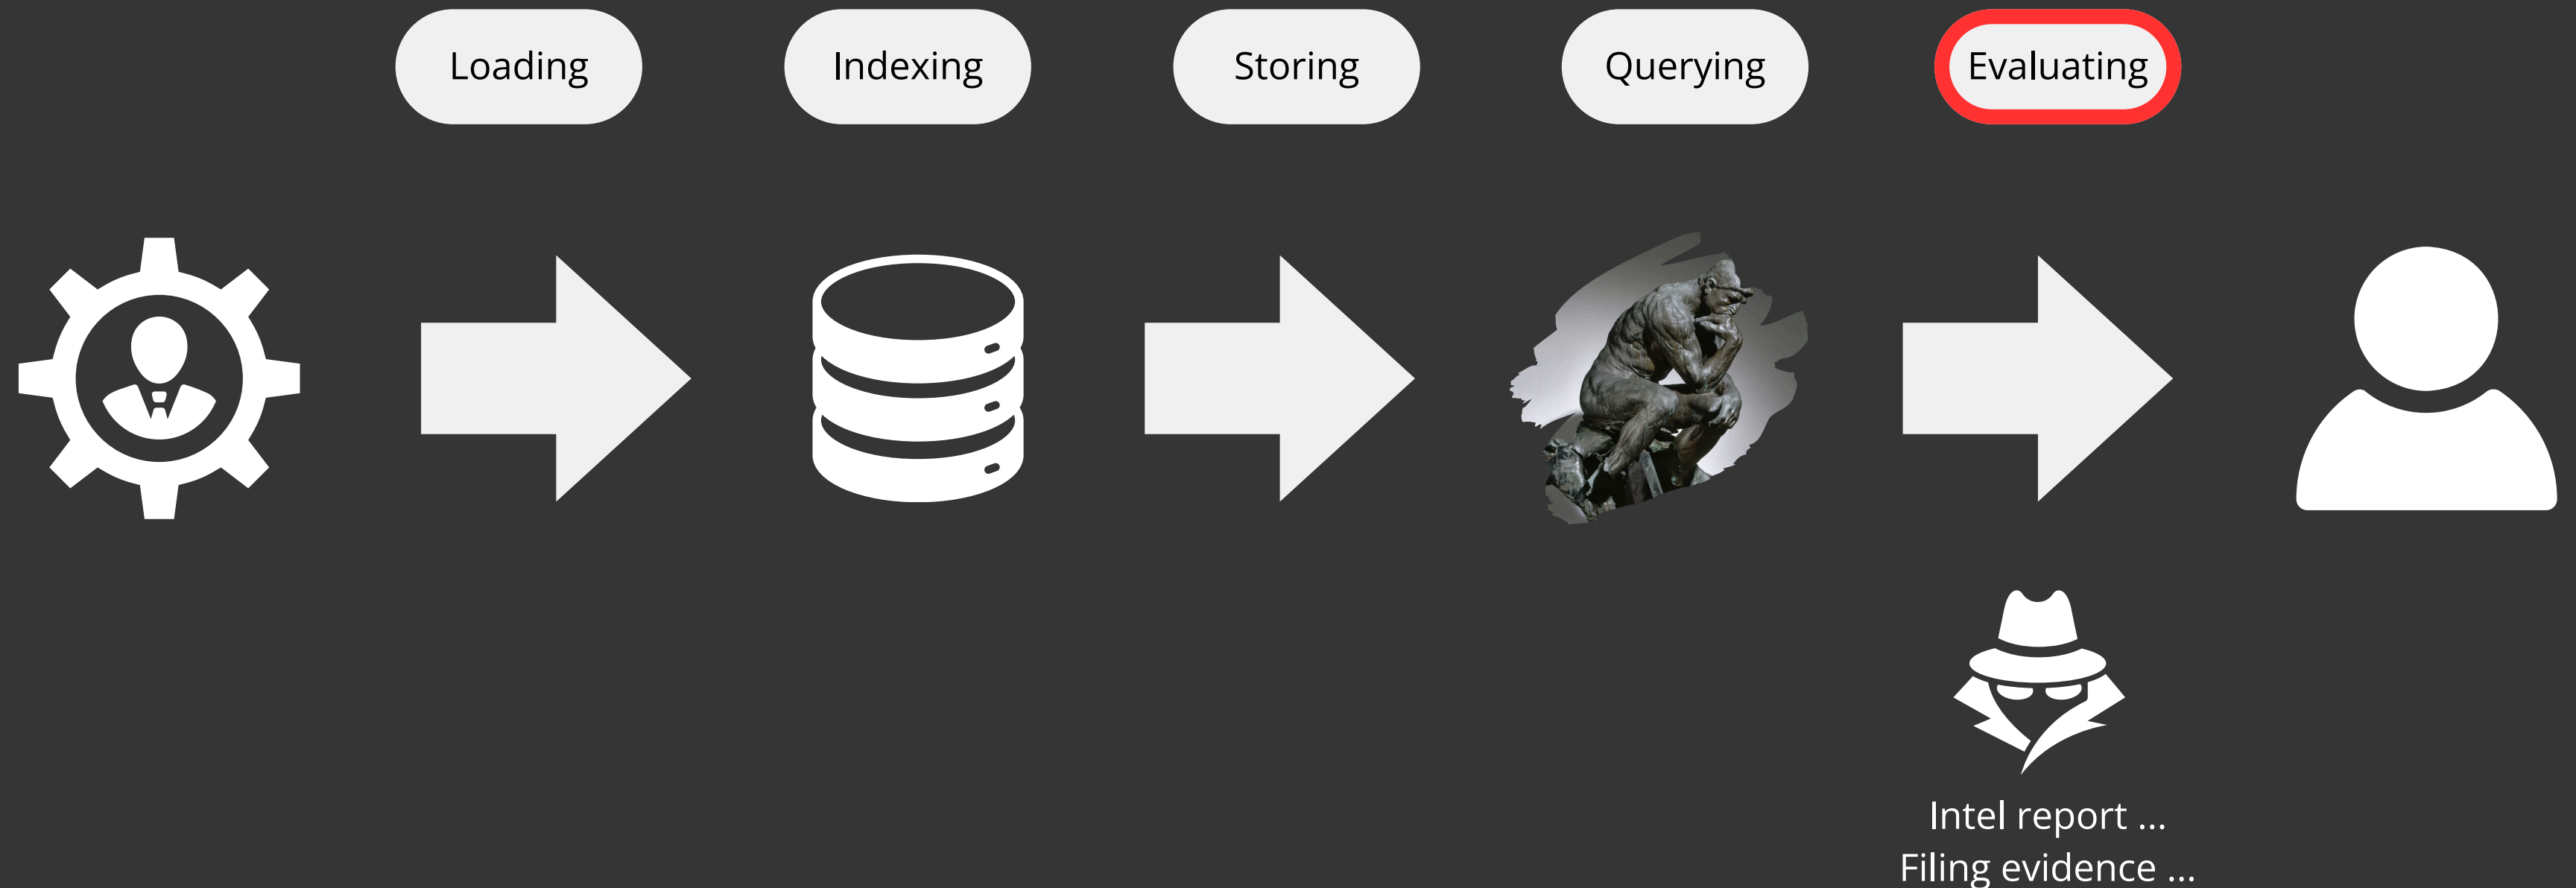 Loading
Indexing
Storing
Querying
Evaluating
Intel report ...
Filing evidence ...